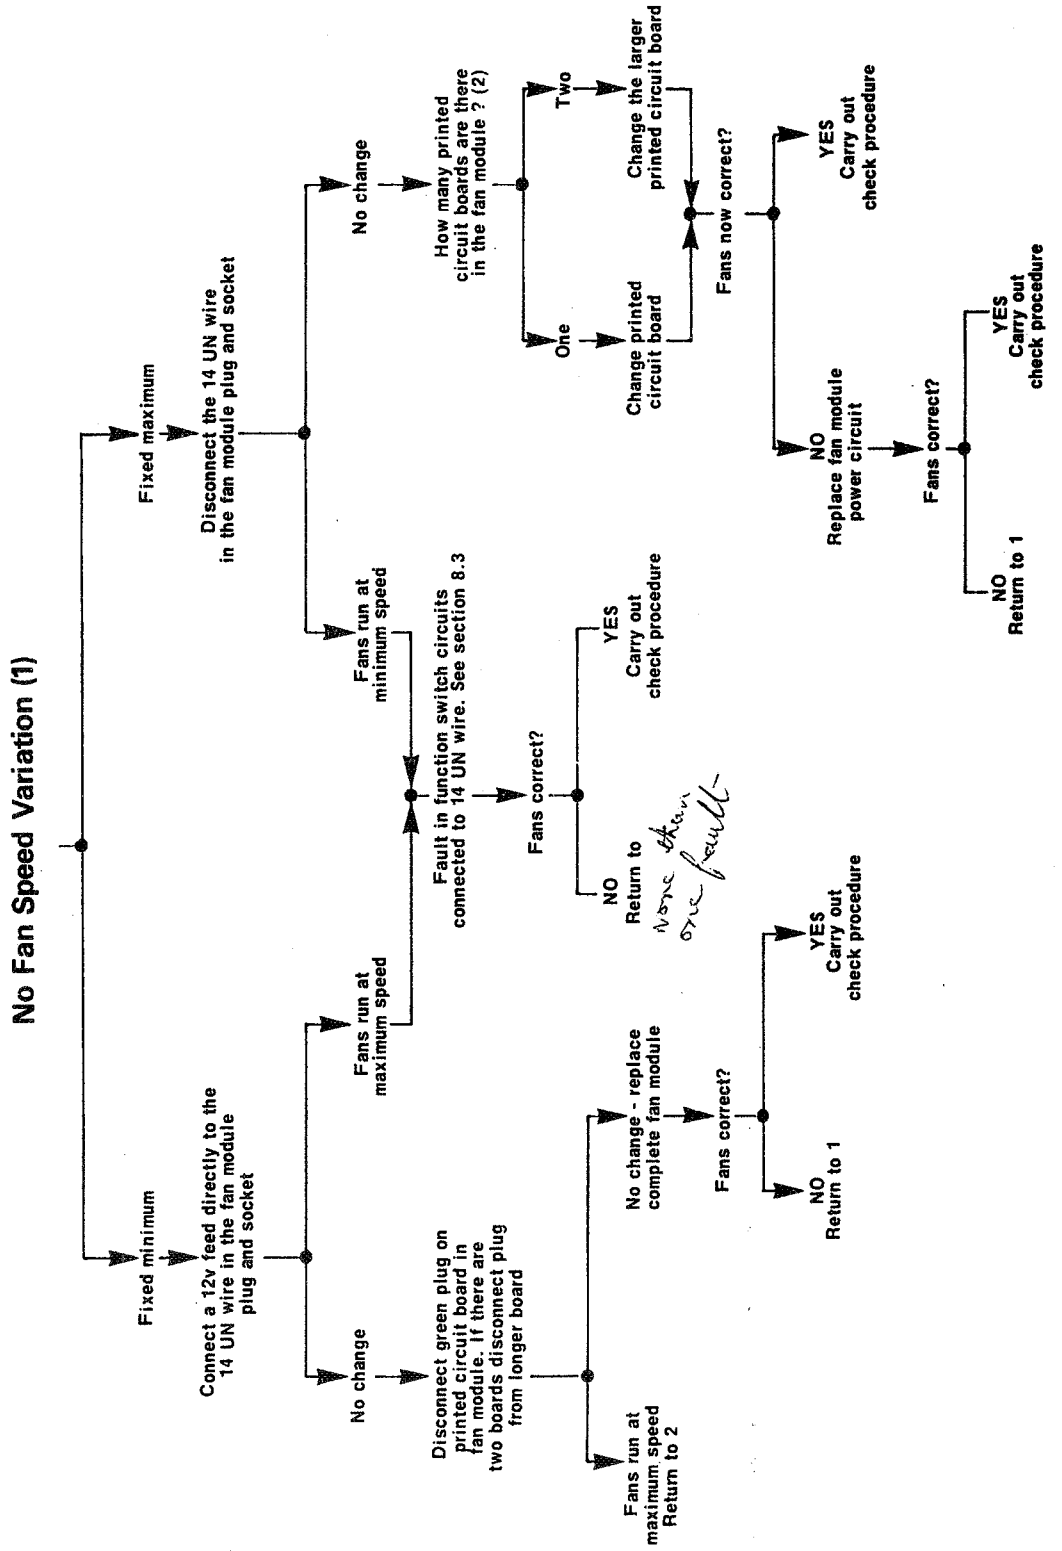 No Fan Speed Variation (1)
Fixed minimum
Connect a 12v feed directly to the
14 UN wire in the fan module
plug and socket
No change
Disconnect green plug on
printed circuit board in
fan module. If there are
two boards disconnect plug
from longer board
Fans run at
maximum speed
Return to 2
No change - replace
complete fan module
Fans correct?
NO
Return to 1
YES
Carry out
check procedure
Fans run at
maximum speed
Fixed maximum
Disconnect the 14 UN wire
in the fan module plug and socket
Fans run at
minimum speed
Fault in function switch circuits
connected to 14 UN wire. See section 8.3
Fans correct?
NO
Return to
more than
one fault
YES
Carry out
check procedure
No change
How many printed
circuit boards are there
in the fan module ? (2)
One
Change printed
circuit board
Two
Change the larger
printed circuit board
Fans now correct?
NO
Replace fan module
power circuit
Fans correct?
NO
Return to 1
YES
Carry out
check procedure
YES
Carry out
check procedure